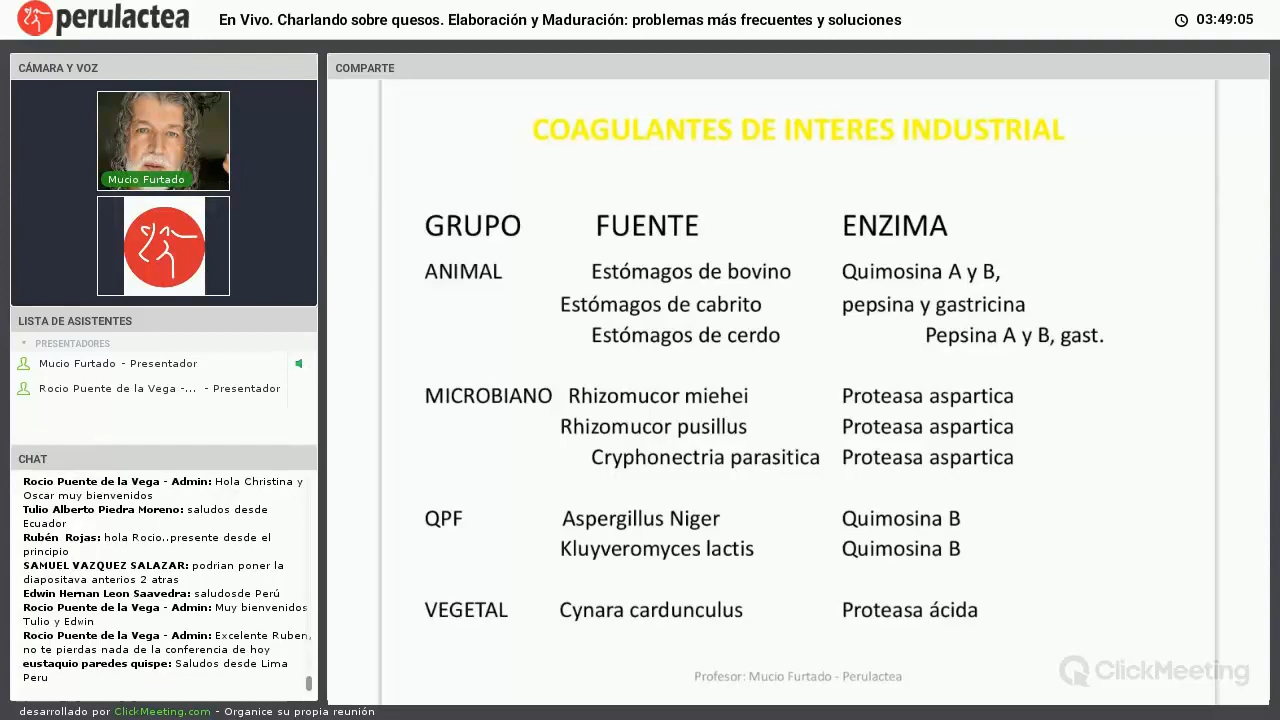 perulactea
En Vivo. Charlando sobre quesos. Elaboración y Maduración: problemas más frecuentes y soluciones
03:49:05
CÁMARA Y VOZ
Mucio Furtado
LISTA DE ASISTENTES
PRESENTADORES
Mucio Furtado - Presentador
Rocio Puente de la Vega -... - Presentador
CHAT
Rocio Puente de la Vega - Admin: Hola Christina y
Oscar muy bienvenidos
Tulio Alberto Piedra Moreno: saludos desde
Ecuador
Rubén Rojas: hola Rocio..presente desde el
principio
SAMUEL VAZQUEZ SALAZAR: podrian poner la
diapositava anterios 2 atras
Edwin Hernan Leon Saavedra: saludosde Perú
Rocio Puente de la Vega - Admin: Muy bienvenidos
Tulio y Edwin
Rocio Puente de la Vega - Admin: Excelente Ruben,
no te pierdas nada de la conferencia de hoy
eustaquio paredes quispe: Saludos desde Lima
Peru
COMPARTE
COAGULANTES DE INTERES INDUSTRIAL
GRUPO FUENTE ENZIMA
ANIMAL Estómagos de bovino Quimosina A y B,
Estómagos de cabrito pepsina y gastricina
Estómagos de cerdo Pepsina A y B, gast.
MICROBIANO Rhizomucor miehei Proteasa aspartica
Rhizomucor pusillus Proteasa aspartica
Cryphonectria parasitica Proteasa aspartica
QPF Aspergillus Niger Quimosina B
Kluyveromyces lactis Quimosina B
VEGETAL Cynara cardunculus Proteasa ácida
Profesor: Mucio Furtado - Perulactea
ClickMeeting
desarrollado por ClickMeeting.com - Organice su propia reunión